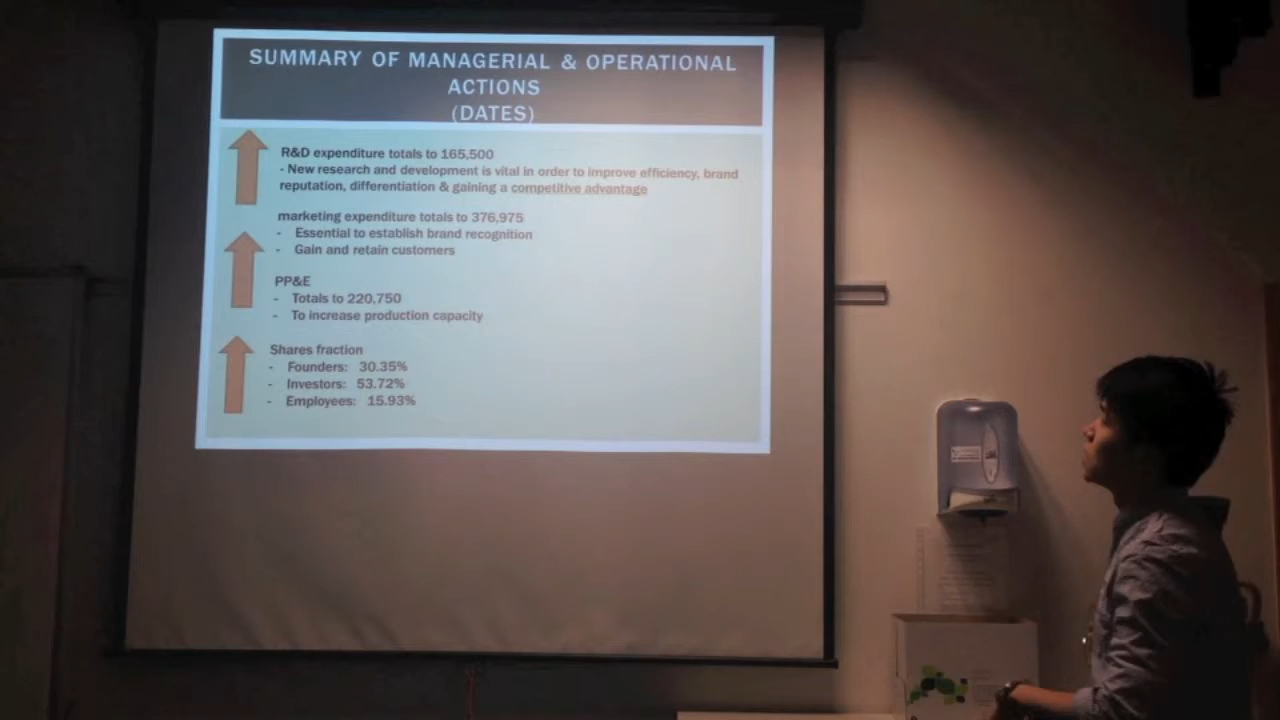 SUMMARY OF MANAGERIAL & OPERATIONAL
ACTIONS
(DATES)
R&D expenditure totals to 165,500
- New research and development is vital in order to improve efficiency, brand
reputation, differentiation & gaining a competitive advantage
marketing expenditure totals to 376,975
- Essential to establish brand recognition
- Gain and retain customers
PP&E
- Totals to 220,750
- To increase production capacity
Shares fraction
- Founders: 30.35%
- Investors: 53.72%
- Employees: 15.93%